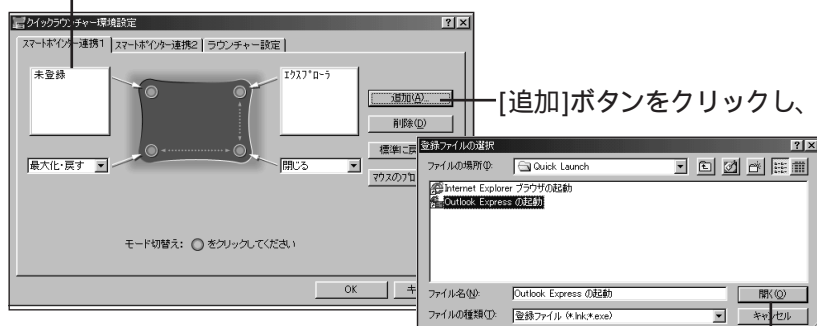 クイックラウンチャー環境設定
スマートポインター連携1 スマートポインター連携2 ラウンチャー設定
未登録
エクスプローラ
追加(A)...
[追加]ボタンをクリックし、
削除(D)
標準に戻
最大化・戻す
閉じる
マウスのプロ
モード切替え: をクリックしてください
OK
キ
登録ファイルの選択
ファイルの場所(I):
Quick Launch
Internet Explorer ブラウザの起動
Outlook Express の起動
ファイル名(N):
Outlook Express の起動
開く(O)
ファイルの種類(T):
登録ファイル (*.lnk;*.exe)
キャンセル